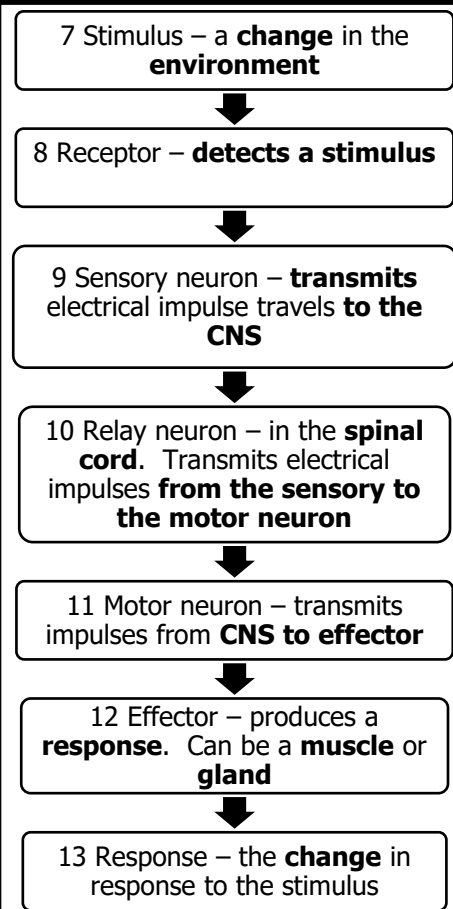 7 Stimulus – a change in the
environment
8 Receptor – detects a stimulus
9 Sensory neuron – transmits
electrical impulse travels to the
CNS
10 Relay neuron – in the spinal
cord.  Transmits electrical
impulses from the sensory to
the motor neuron
11 Motor neuron – transmits
impulses from CNS to effector
12 Effector – produces a
response.  Can be a muscle or
gland
13 Response – the change in
response to the stimulus